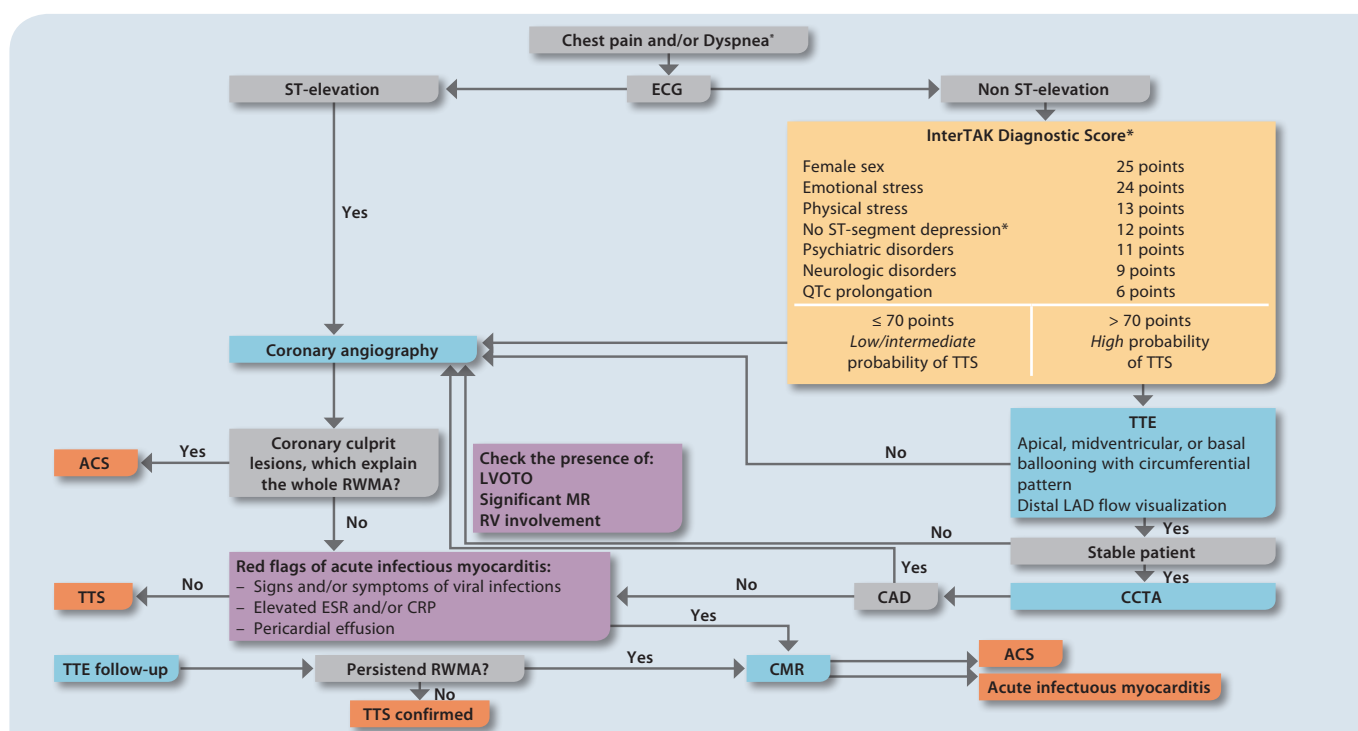 Chest pain and/or Dyspnea*
ST-elevation
ECG
Non ST-elevation
InterTAK Diagnostic Score*
Female sex 25 points
Emotional stress 24 points
Physical stress 13 points
No ST-segment depression* 12 points
Psychiatric disorders 11 points
Neurologic disorders 9 points
QTc prolongation 6 points
≤ 70 points
Low/intermediate
probability of TTS
> 70 points
High probability
of TTS
Yes
Coronary angiography
TTE
Apical, midventricular, or basal
ballooning with circumferential
pattern
Distal LAD flow visualization
No
Yes
Stable patient
No
Yes
CCTA
CAD
Yes
No
Coronary culprit
lesions, which explain
the whole RWMA?
Yes
ACS
No
Check the presence of:
LVOTO
Significant MR
RV involvement
Red flags of acute infectious myocarditis:
– Signs and/or symptoms of viral infections
– Elevated ESR and/or CRP
– Pericardial effusion
No
TTS
Yes
TTE follow-up
Persistend RWMA?
Yes
CMR
ACS
Acute infectuous myocarditis
No
TTS confirmed